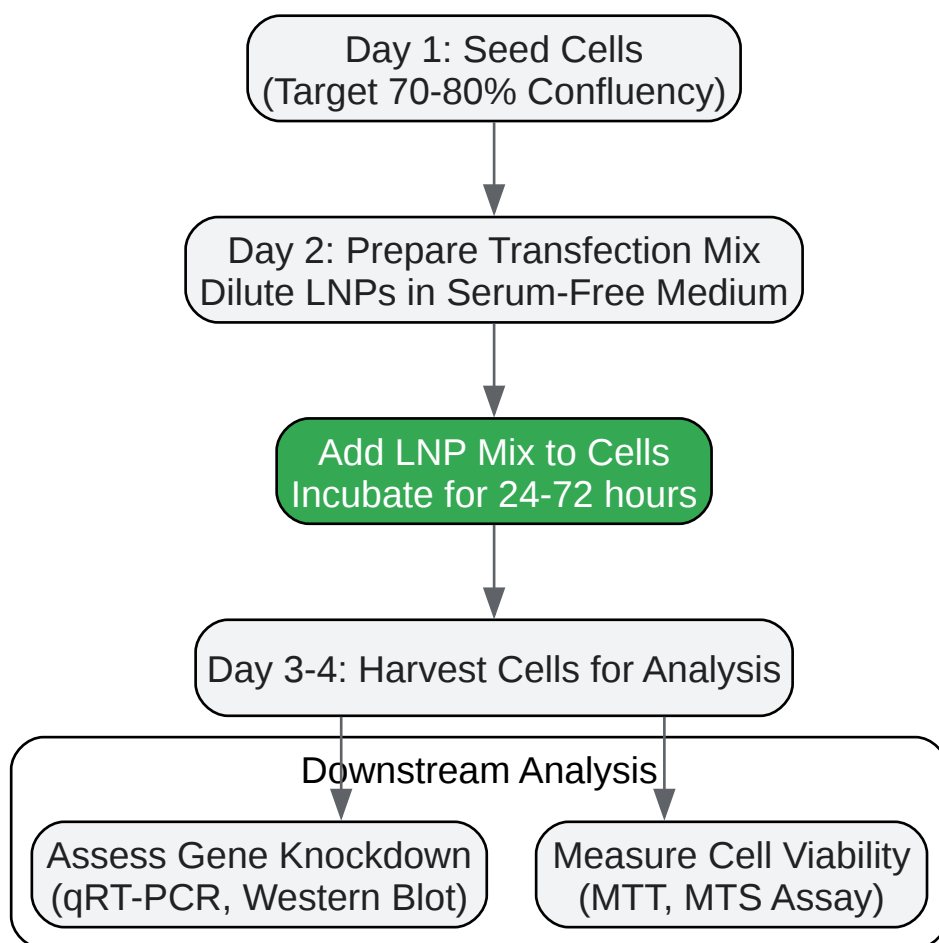 Day 1: Seed Cells
(Target 70-80% Confluency)
Day 2: Prepare Transfection Mix
Dilute LNPs in Serum-Free Medium
Add LNP Mix to Cells
Incubate for 24-72 hours
Day 3-4: Harvest Cells for Analysis
Downstream Analysis
Assess Gene Knockdown
(qRT-PCR, Western Blot)
Measure Cell Viability
(MTT, MTS Assay)